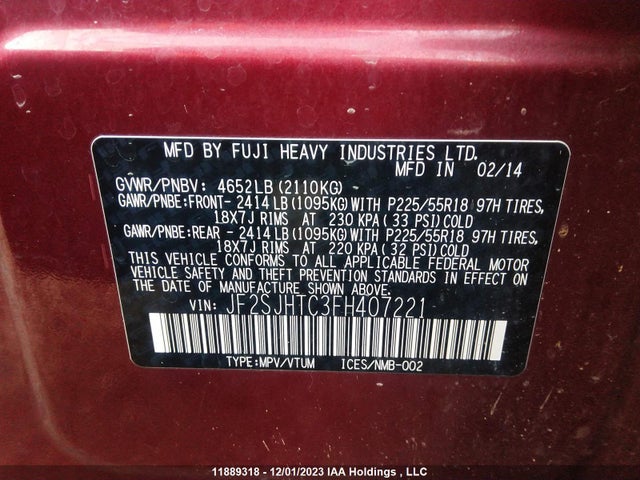 MFD BY FUJI HEAVY INDUSTRIES LTD.
MFD IN 02/14
GVWR/PNBV: 4652LB (2110KG)
GAWR/PNBE:FRONT- 2414LB (1095KG) WITH P225/55R18 97H TIRES,
18X7J RIMS AT 230 KPA ( 33 PSI) COLD
GAWR/PNBE:REAR - 2414LB (1095KG) WITH P225/55R18 97H TIRES,
18X7J RIMS AT 220 KPA ( 32 PSI) COLD
THIS VEHICLE CONFORMS TO ALL APPLICABLE FEDERAL MOTOR
VEHICLE SAFETY AND THEFT PREVENTION STANDARDS IN EFFECT ON
THE DATE OF MANUFACTURE SHOWN ABOVE.
VIN: JF2SJHTC3FH407221
TYPE:MPV/VTUM ICES/NMB-002
11889318 - 12/01/2023 IAA Holdings , LLC